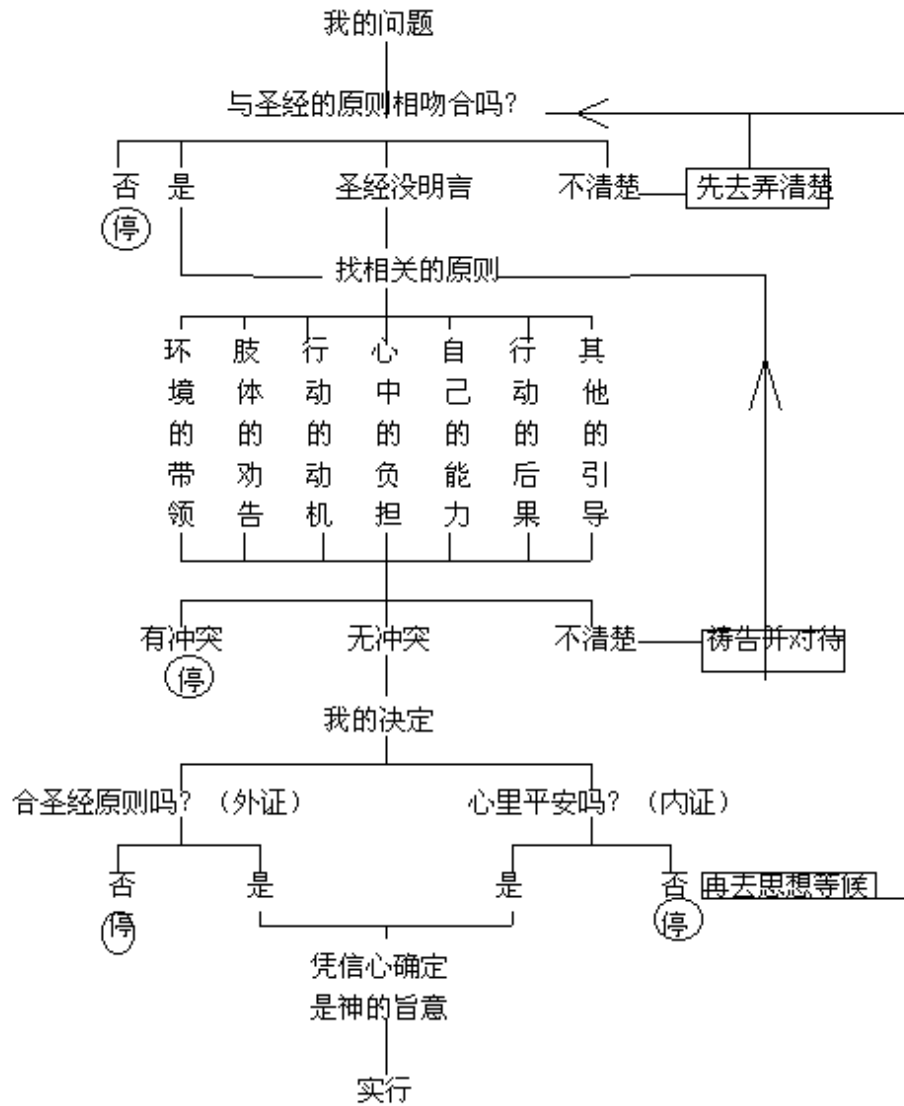 我的问题
与圣经的原则相吻合吗?
否 是 圣经没明言 不清楚 先去弄清楚
停
找相关的原则
环境的带领
肢体的劝告
行动的动机
心中的负担
自己的能力
行动的后果
其他的引导
有冲突 无冲突 不清楚 祷告并对待
停
我的决定
合圣经原则吗?(外证) 心里平安吗?(内证)
否 是 是 否 再去思想等候
停 停
凭信心确定
是神的旨意
实行